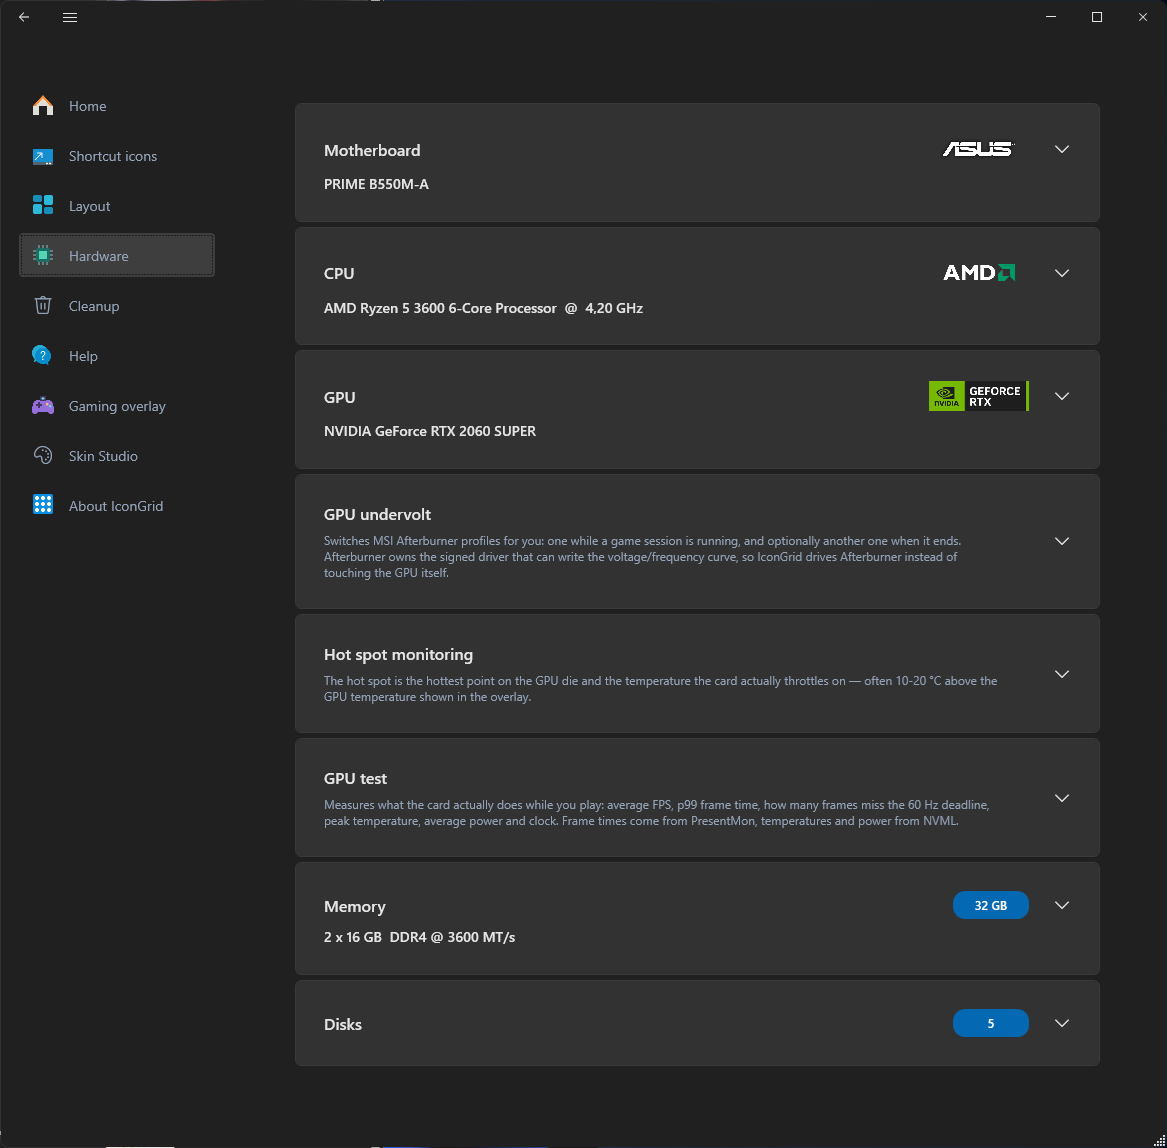 Home
Shortcut icons
Layout
Hardware
Cleanup
Help
Gaming overlay
Skin Studio
About IconGrid
Motherboard
ASUS
PRIME B550M-A
CPU
AMD
AMD Ryzen 5 3600 6-Core Processor @ 4,20 GHz
GPU
NVIDIA
GEFORCE
RTX
NVIDIA GeForce RTX 2060 SUPER
GPU undervolt
Switches MSI Afterburner profiles for you: one while a game session is running, and optionally another one when it ends.
Afterburner owns the signed driver that can write the voltage/frequency curve, so IconGrid drives Afterburner instead of
touching the GPU itself.
Hot spot monitoring
The hot spot is the hottest point on the GPU die and the temperature the card actually throttles on — often 10-20 °C above the
GPU temperature shown in the overlay.
GPU test
Measures what the card actually does while you play: average FPS, p99 frame time, how many frames miss the 60 Hz deadline,
peak temperature, average power and clock. Frame times come from PresentMon, temperatures and power from NVML.
Memory
32 GB
2 x 16 GB DDR4 @ 3600 MT/s
Disks
5